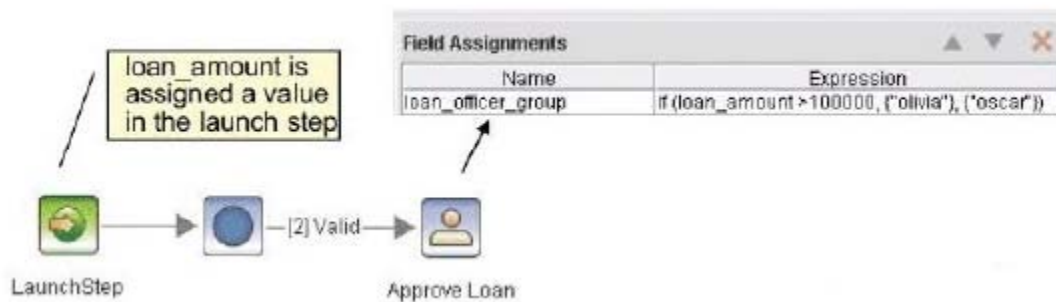 loan_amount is
assigned a value
in the launch step
Field Assignments
Name Expression
loan_officer_group if (loan_amount >100000, {"olivia"}, {"oscar"})
[2] Valid
LaunchStep
Approve Loan